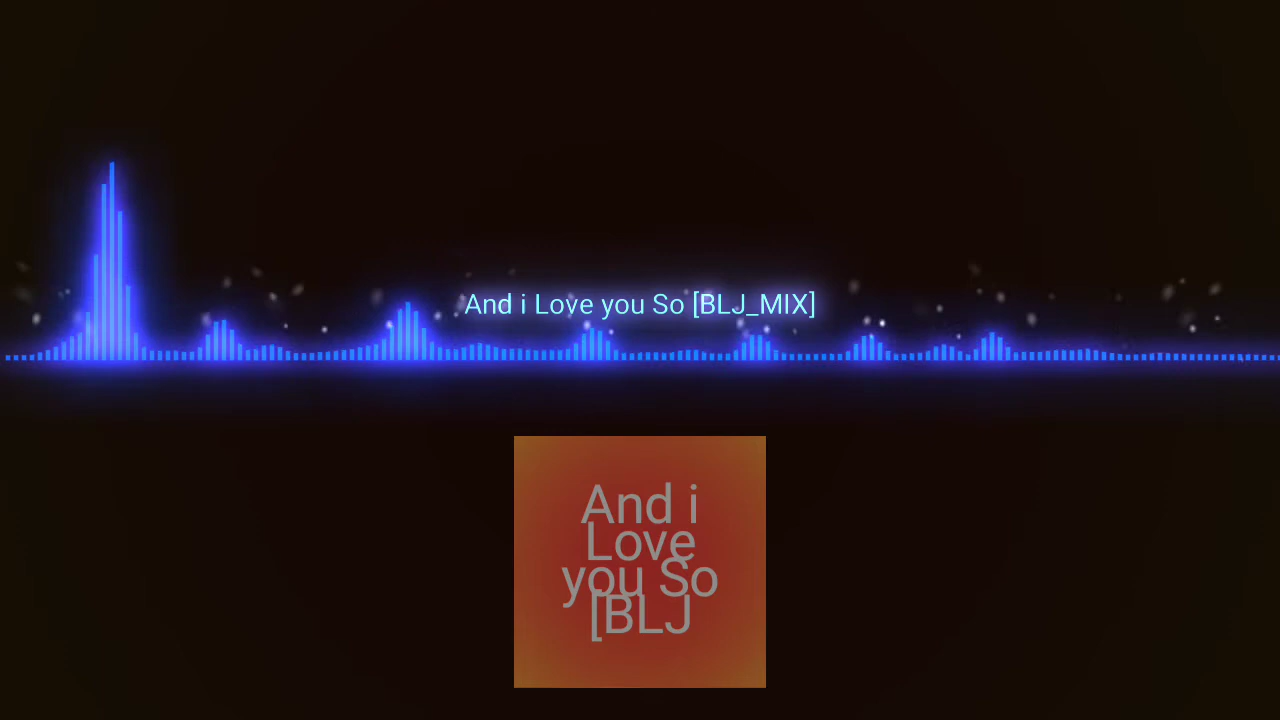 And i Love you So [BLJ_MIX]
And i
Love
you So
[BLJ